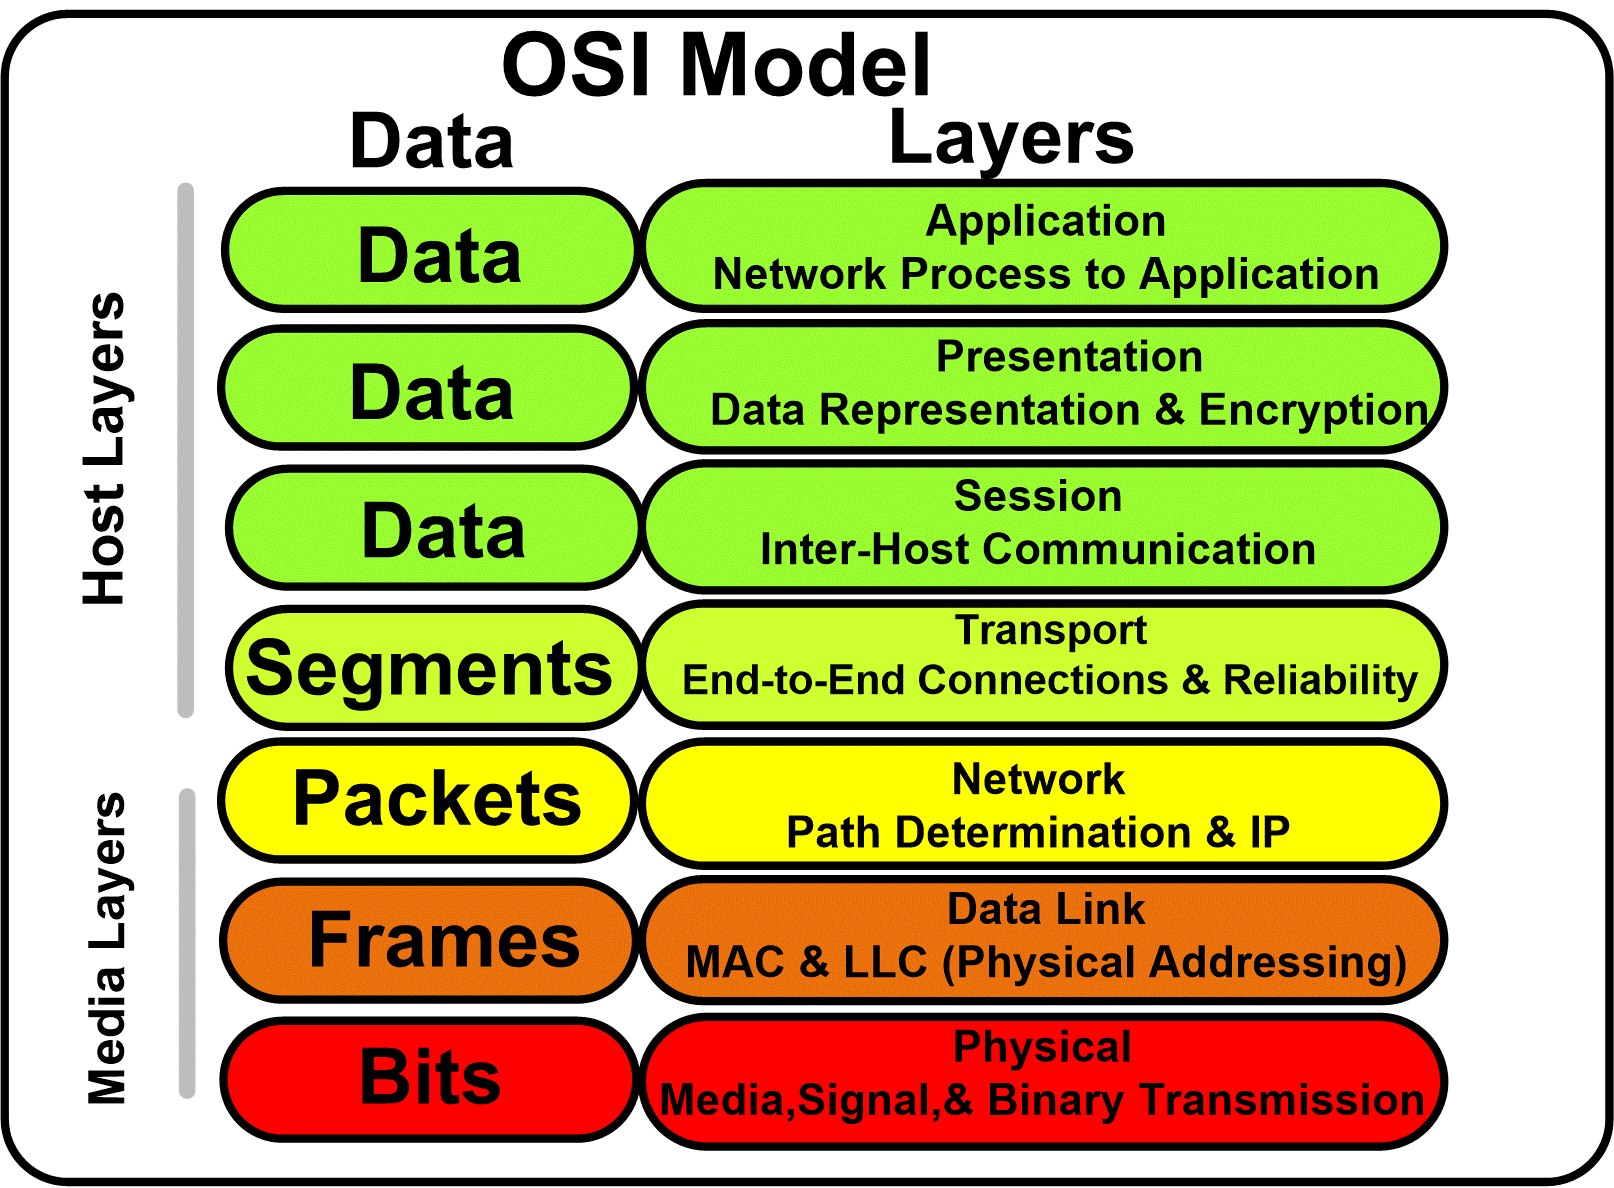 OSI Model
Data
Layers
Host Layers
Data
Application
Network Process to Application
Data
Presentation
Data Representation & Encryption
Data
Session
Inter-Host Communication
Segments
Transport
End-to-End Connections & Reliability
Media Layers
Packets
Network
Path Determination & IP
Frames
Data Link
MAC & LLC (Physical Addressing)
Bits
Physical
Media,Signal,& Binary Transmission